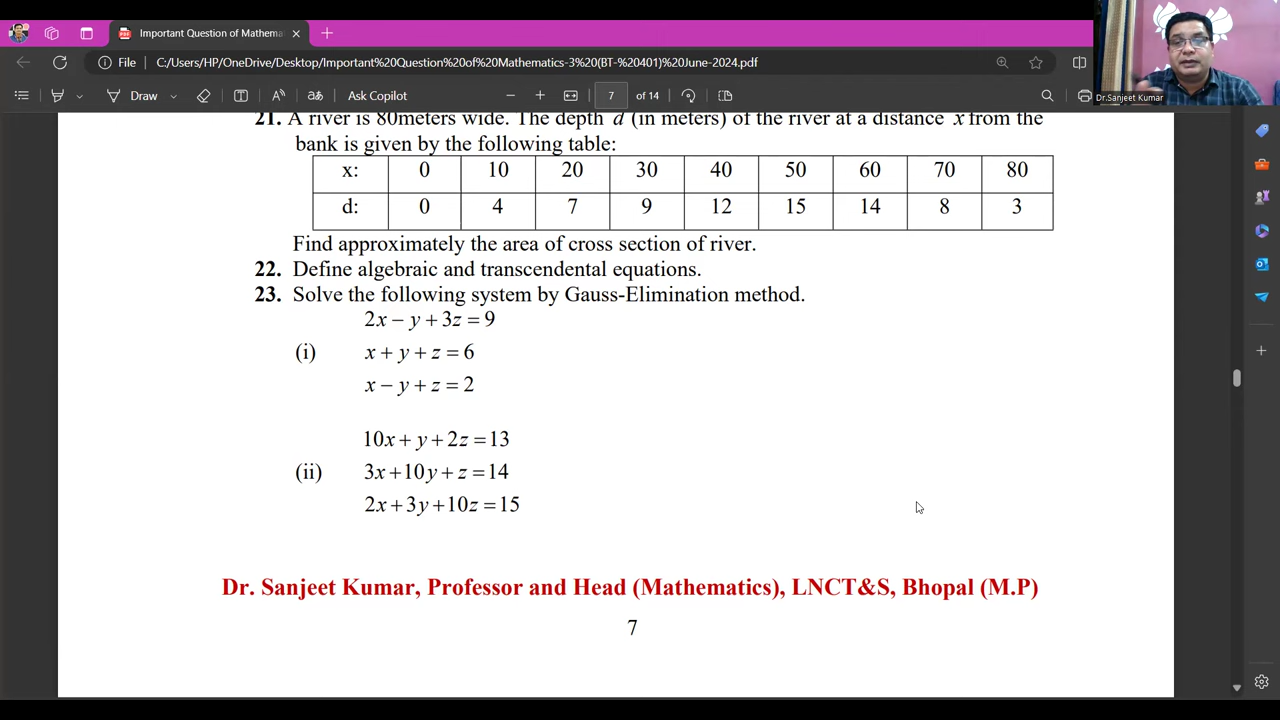 Important Question of Mathema
File C:/Users/HP/OneDrive/Desktop/Important%20Question%20of%20Mathematics-3%20(BT-%20401)%20June-2024.pdf
Dr.Sanjeet Kumar
Draw
Ask Copilot
7 of 14
21. A river is 80meters wide. The depth d (in meters) of the river at a distance x from the
bank is given by the following table:
x: 0 10 20 30 40 50 60 70 80
d: 0 4 7 9 12 15 14 8 3
Find approximately the area of cross section of river.
22. Define algebraic and transcendental equations.
23. Solve the following system by Gauss-Elimination method.
2x − y + 3z = 9
(i) x + y + z = 6
x − y + z = 2
10x + y + 2z = 13
(ii) 3x + 10y + z = 14
2x + 3y + 10z = 15
Dr. Sanjeet Kumar, Professor and Head (Mathematics), LNCT&S, Bhopal (M.P)
7